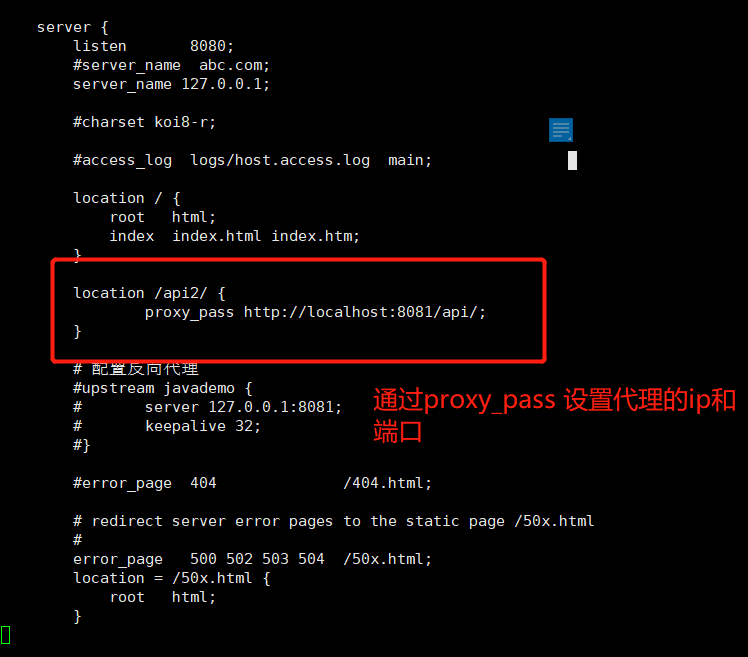 server {
listen       8080;
#server_name  abc.com;
server_name 127.0.0.1;
#charset koi8-r;
#access_log  logs/host.access.log  main;
location / {
root   html;
index  index.html index.htm;
}
location /api2/ {
proxy_pass http://localhost:8081/api/;
}
# 配置反向代理
#upstream javademo {
#       server 127.0.0.1:8081;
#       keepalive 32;
#}
通过proxy_pass 设置代理的ip和
端口
#error_page  404              /404.html;
# redirect server error pages to the static page /50x.html
#
error_page   500 502 503 504  /50x.html;
location = /50x.html {
root   html;
}